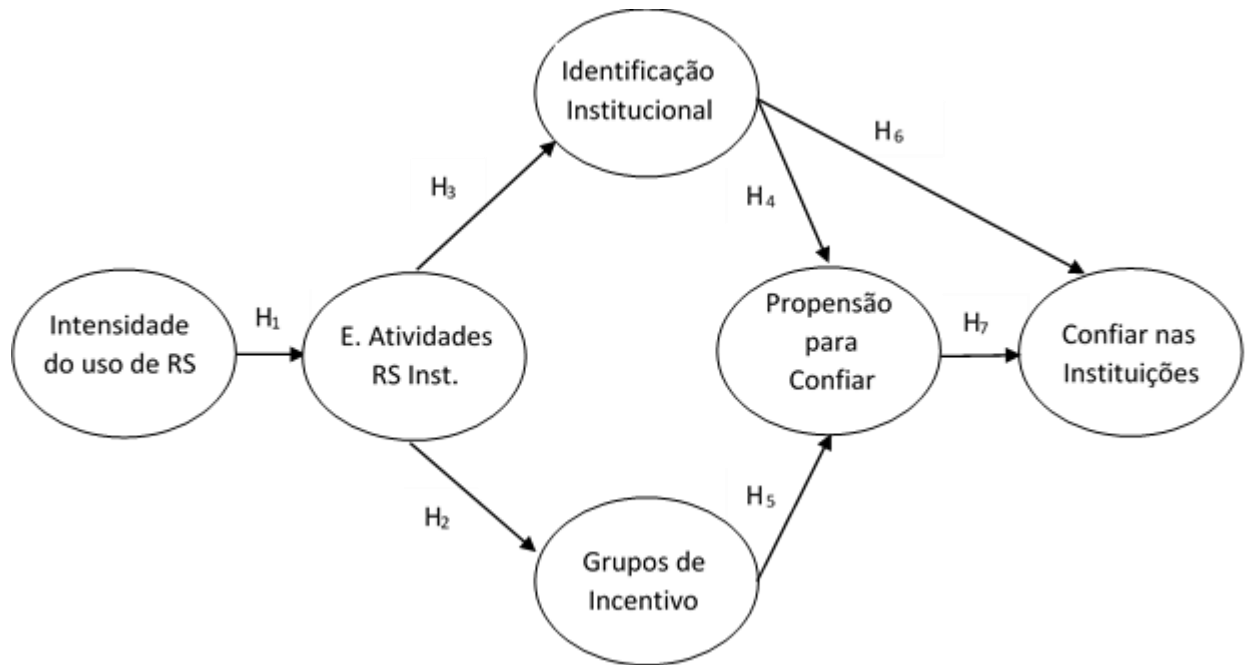 Identificação
Institucional
H₆
H₃
H₄
Intensidade
do uso de RS
H₁
E. Atividades
RS Inst.
Propensão
para
Confiar
H₇
Confiar nas
Instituições
H₂
H₅
Grupos de
Incentivo